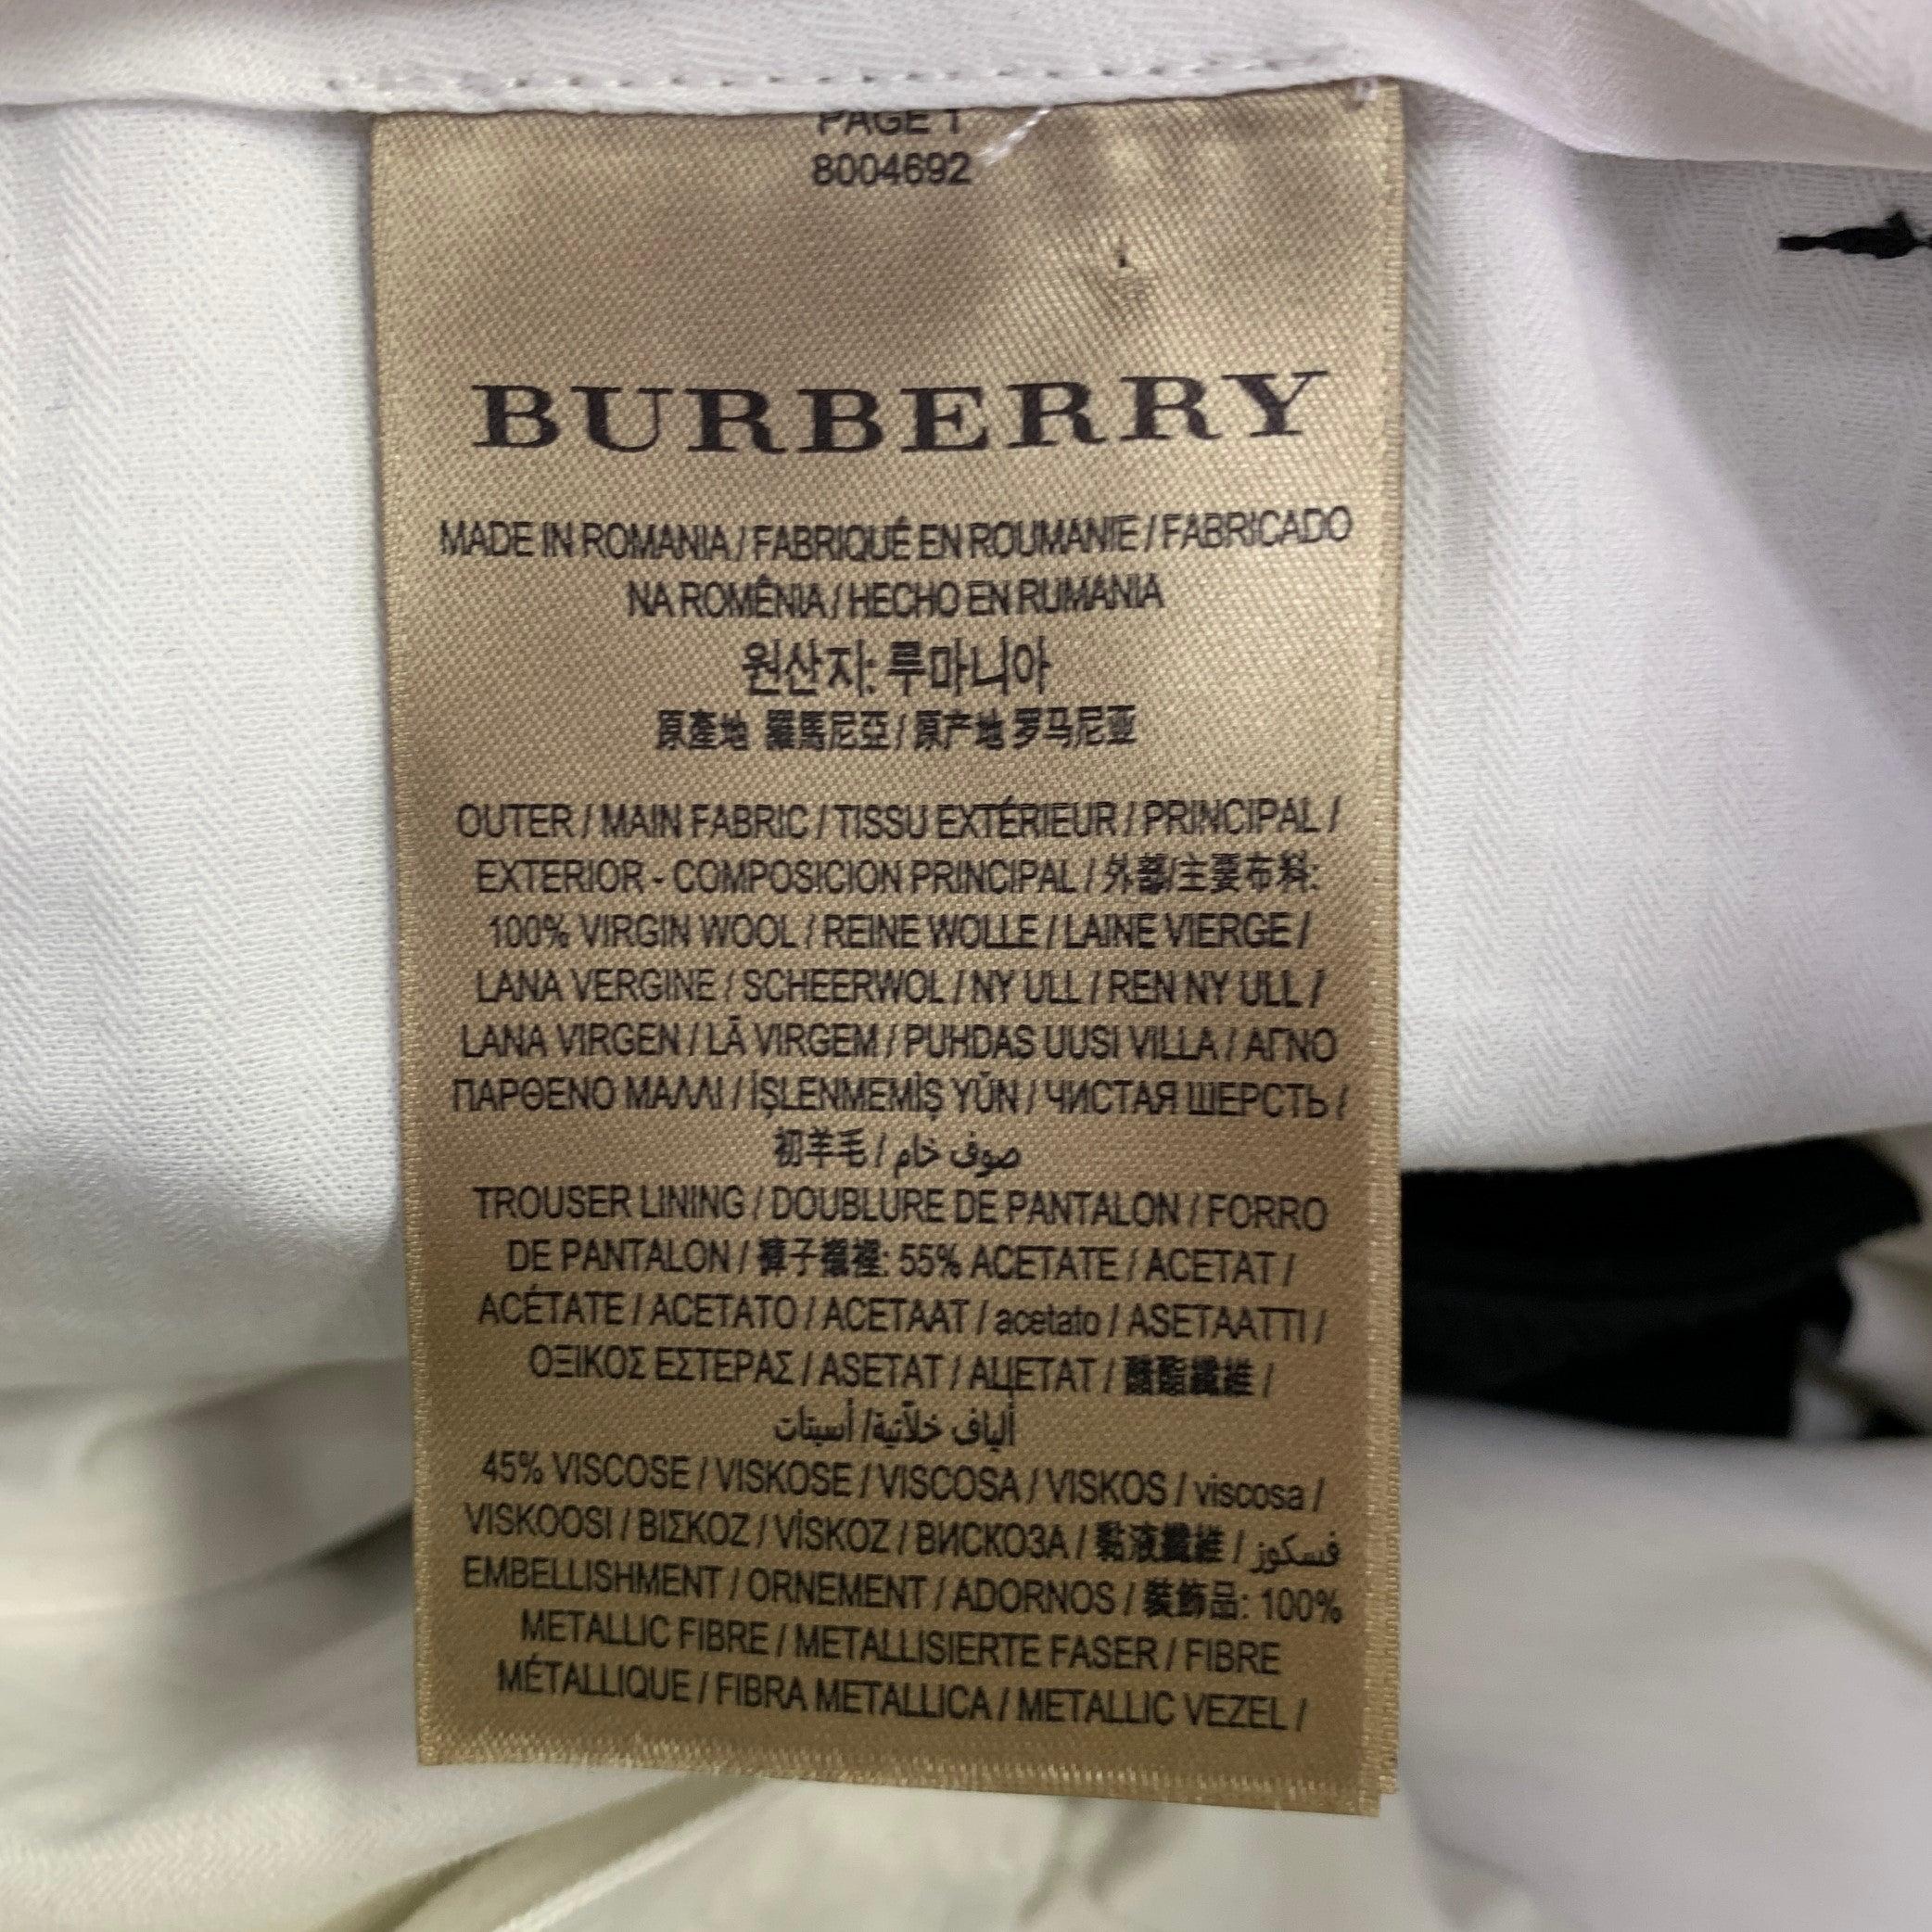 PAGE 1
8004692
BURBERRY
MADE IN ROMANIA / FABRIQUÉ EN ROUMANIE / FABRICADO
NA ROMÊNIA / HECHO EN RUMANIA
원산지: 루마니아
原產地 羅馬尼亞 / 原产地 罗马尼亚
OUTER / MAIN FABRIC / TISSU EXTÉRIEUR / PRINCIPAL /
EXTERIOR - COMPOSICION PRINCIPAL / 外部/主要布料:
100% VIRGIN WOOL / REINE WOLLE / LAINE VIERGE /
LANA VERGINE / SCHEERWOL / NY ULL / REN NY ULL /
LANA VIRGEN / LÃ VIRGEM / PUHDAS UUSI VILLA / ΑΓΝΟ
ΠΑΡΘΕΝΟ ΜΑΛΛΙ / İŞLENMEMİŞ YÜN / ЧИСТАЯ ШЕРСТЬ /
初羊毛 / صوف خام
TROUSER LINING / DOUBLURE DE PANTALON / FORRO
DE PANTALON / 褲子襯裡: 55% ACETATE / ACETAT /
ACÉTATE / ACETATO / ACETAAT / acetato / ASETAATTI /
ΟΞΙΚΟΣ ΕΣΤΕΡΑΣ / ASETAT / АЦЕТАТ / 醋酯纖維 /
ألياف خلّاتية/ أسيتات
45% VISCOSE / VISKOSE / VISCOSA / VISKOS / viscosa /
VISKOOSI / ΒΙΣΚΟΖ / VİSKOZ / ВИСКОЗА / 黏液纖維 / فسكوز
EMBELLISHMENT / ORNEMENT / ADORNOS / 裝飾品: 100%
METALLIC FIBRE / METALLISIERTE FASER / FIBRE
MÉTALLIQUE / FIBRA METALLICA / METALLIC VEZEL /